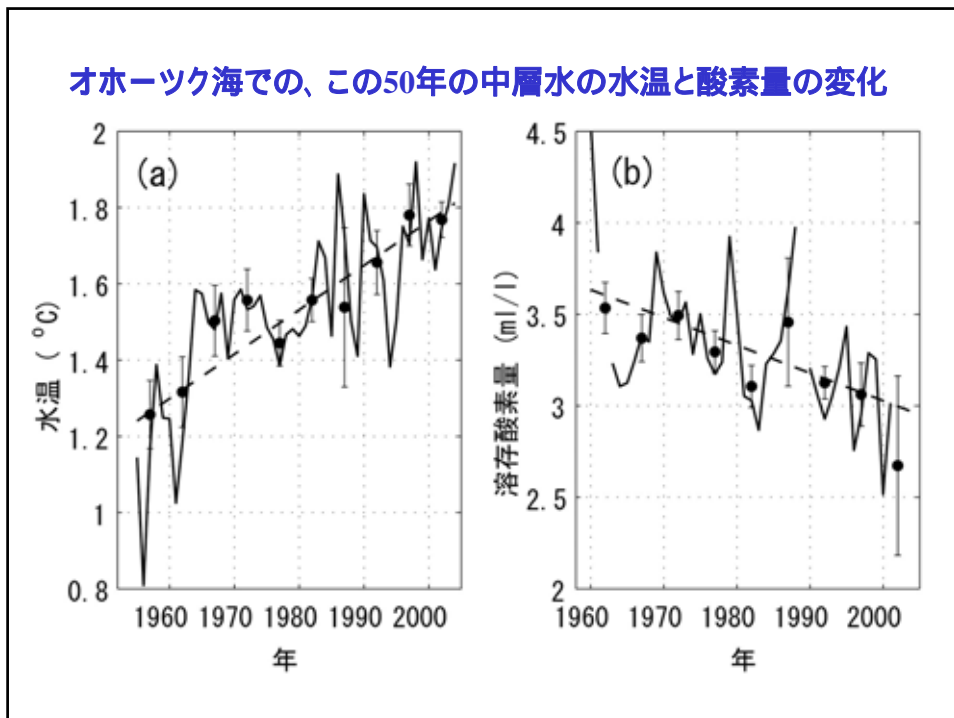 オホーツク海での、この50年の中層水の水温と酸素量の変化
(a)
水温 ( ℃)
2
1.8
1.6
1.4
1.2
1
0.8
1960 1970 1980 1990 2000
年
(b)
溶存酸素量 (ml/l)
4.5
4
3.5
3
2.5
2
1960 1970 1980 1990 2000
年